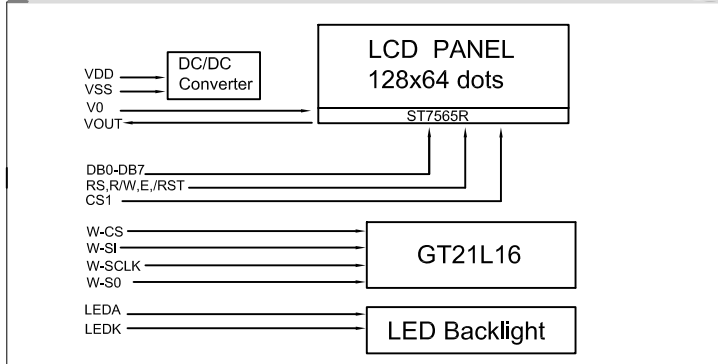 LCD PANEL
128x64 dots
ST7565R
DC/DC
Converter
VDD
VSS
V0
VOUT
DB0-DB7
RS,R/W,E,/RST
CS1
W-CS
W-SI
W-SCLK
W-S0
GT21L16
LEDA
LEDK
LED Backlight